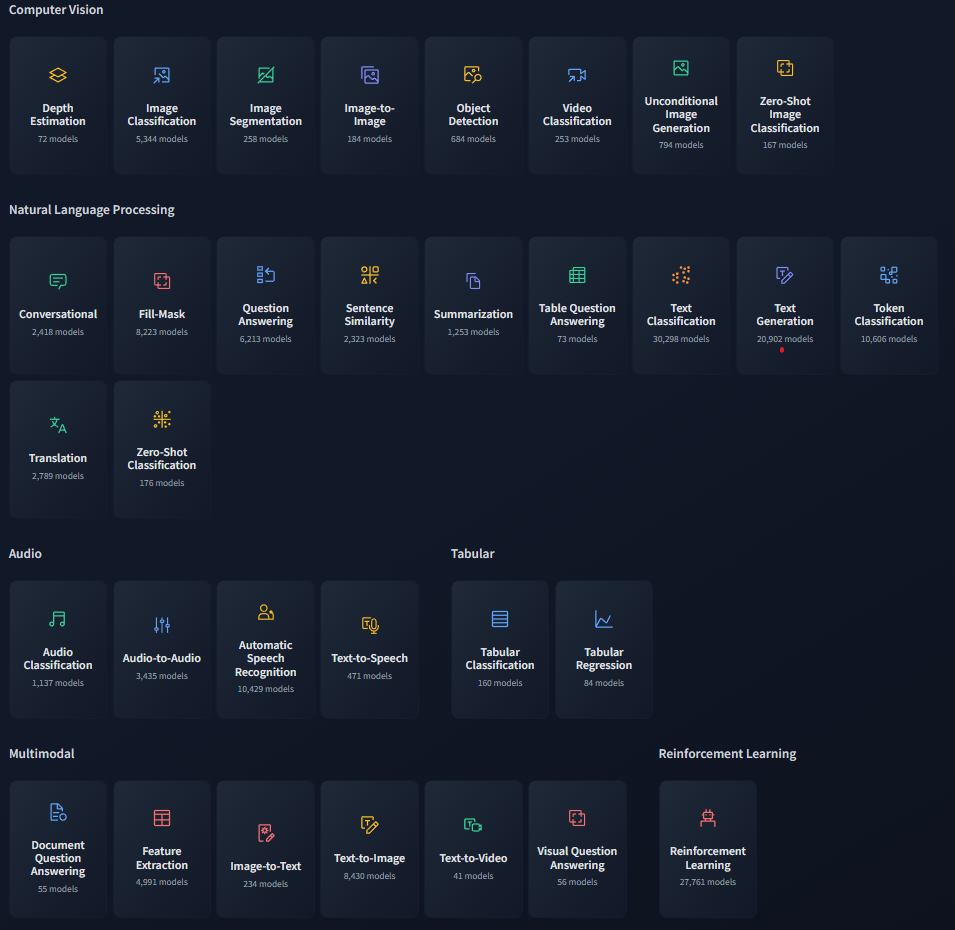 Computer Vision
Depth
Estimation
72 models
Image
Classification
5,344 models
Image
Segmentation
258 models
Image-to-
Image
184 models
Object
Detection
684 models
Video
Classification
253 models
Unconditional
Image
Generation
794 models
Zero-Shot
Image
Classification
167 models
Natural Language Processing
Conversational
2,418 models
Fill-Mask
8,223 models
Question
Answering
6,213 models
Sentence
Similarity
2,323 models
Summarization
1,253 models
Table Question
Answering
73 models
Text
Classification
30,298 models
Text
Generation
20,902 models
Token
Classification
10,606 models
Translation
2,789 models
Zero-Shot
Classification
176 models
Audio
Audio
Classification
1,137 models
Audio-to-Audio
3,435 models
Automatic
Speech
Recognition
10,429 models
Text-to-Speech
471 models
Tabular
Tabular
Classification
160 models
Tabular
Regression
84 models
Multimodal
Document
Question
Answering
55 models
Feature
Extraction
4,991 models
Image-to-Text
234 models
Text-to-Image
8,430 models
Text-to-Video
41 models
Visual Question
Answering
56 models
Reinforcement Learning
Reinforcement
Learning
27,761 models